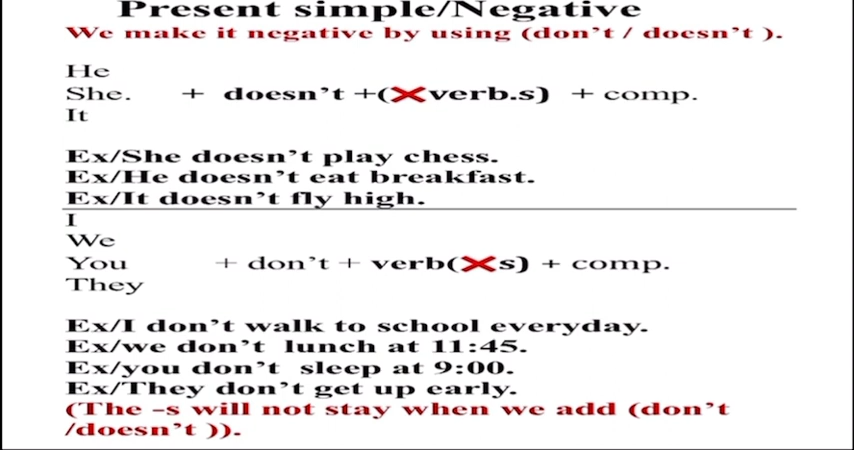 Present simple/Negative
We make it negative by using (don't / doesn't ).
He
She. + doesn't +(❌verb.s) + comp.
It
Ex/She doesn't play chess.
Ex/He doesn't eat breakfast.
Ex/It doesn't fly high.
I
We
You + don't + verb(❌s) + comp.
They
Ex/I don't walk to school everyday.
Ex/we don't lunch at 11:45.
Ex/you don't sleep at 9:00.
Ex/They don't get up early.
(The -s will not stay when we add (don't
/doesn't )).